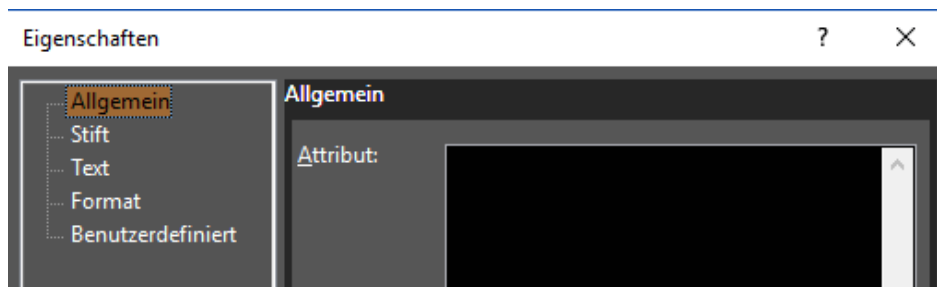 Eigenschaften ?
Allgemein
Stift
Text
Format
Benutzerdefiniert
Allgemein
Attribut: